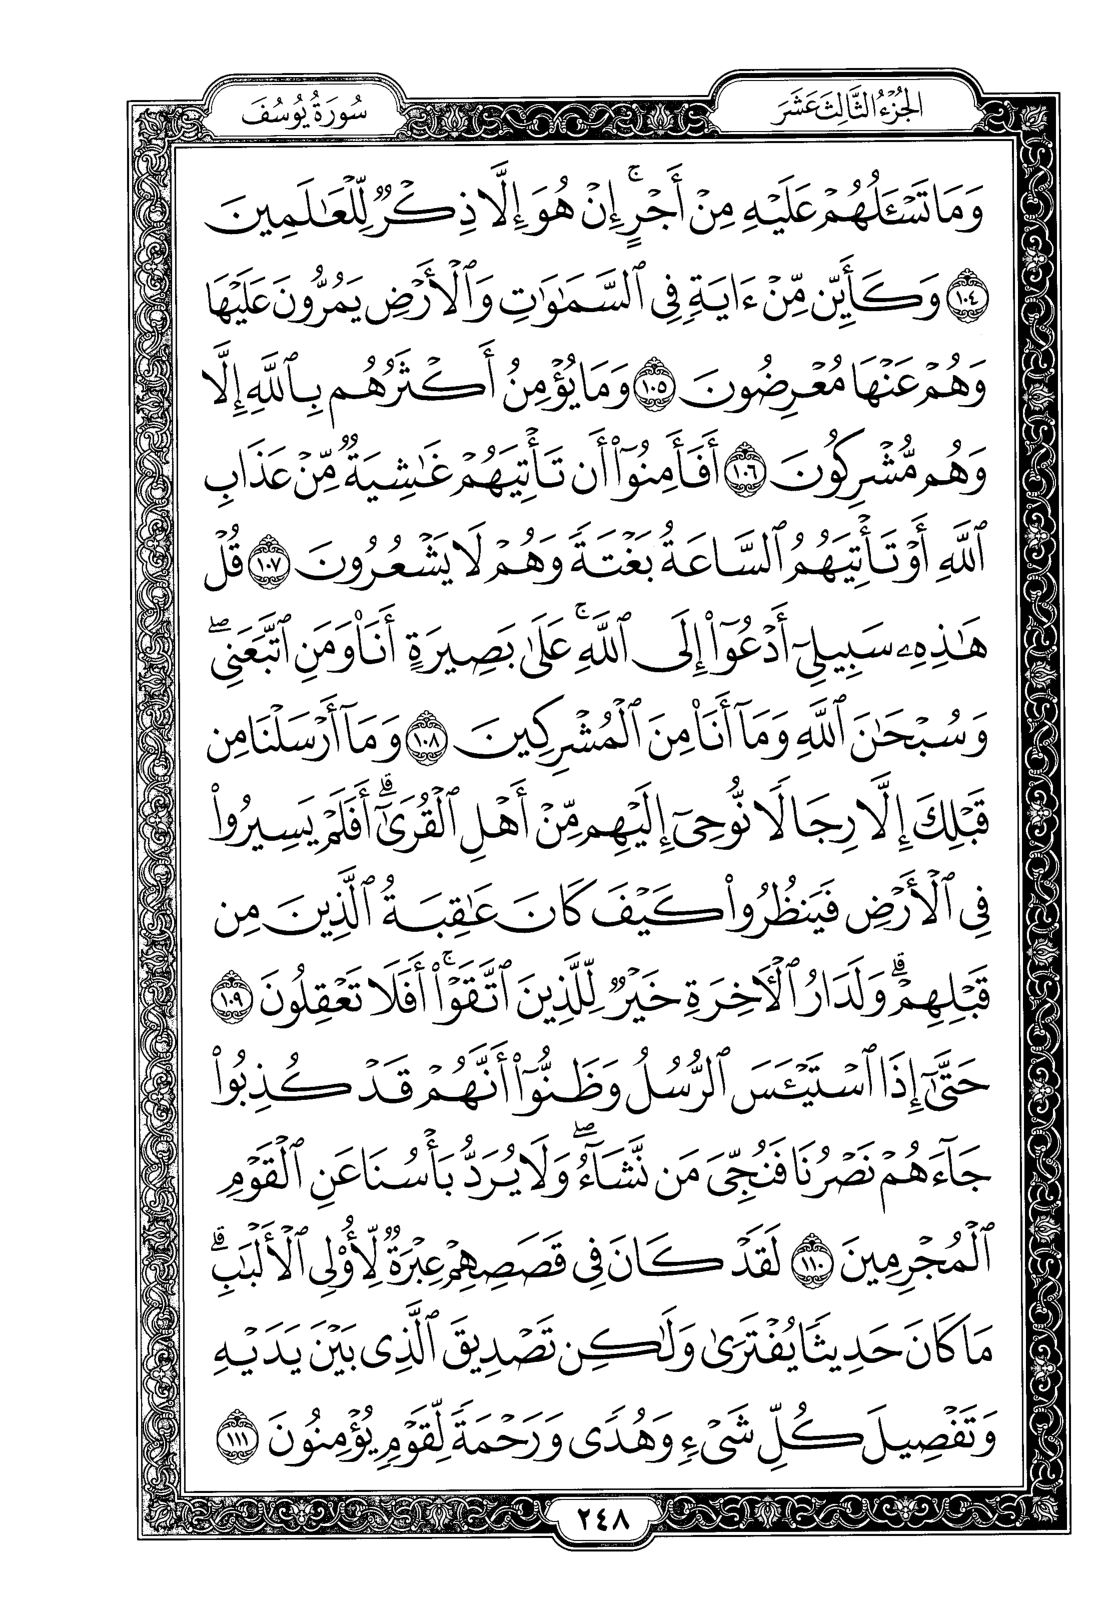 الجُزْءُ الثَّالِثَ عَشَرَ
سُورَةُ يُوسُفَ
وَمَا تَسْـَٔلُهُمْ عَلَيْهِ مِنْ أَجْرٍۚ إِنْ هُوَ إِلَّا ذِكْرٌ لِّلْعَـٰلَمِينَ
۝١٠٤ وَكَأَيِّن مِّنْ ءَايَةٍ فِى ٱلسَّمَـٰوَٰتِ وَٱلْأَرْضِ يَمُرُّونَ عَلَيْهَا
وَهُمْ عَنْهَا مُعْرِضُونَ ۝١٠٥ وَمَا يُؤْمِنُ أَكْثَرُهُم بِٱللَّهِ إِلَّا
وَهُم مُّشْرِكُونَ ۝١٠٦ أَفَأَمِنُوٓا۟ أَن تَأْتِيَهُمْ غَـٰشِيَةٌ مِّنْ عَذَابِ
ٱللَّهِ أَوْ تَأْتِيَهُمُ ٱلسَّاعَةُ بَغْتَةً وَهُمْ لَا يَشْعُرُونَ ۝١٠٧ قُلْ
هَـٰذِهِۦ سَبِيلِىٓ أَدْعُوٓا۟ إِلَى ٱللَّهِۚ عَلَىٰ بَصِيرَةٍ أَنَا۠ وَمَنِ ٱتَّبَعَنِىۖ
وَسُبْحَـٰنَ ٱللَّهِ وَمَآ أَنَا۠ مِنَ ٱلْمُشْرِكِينَ ۝١٠٨ وَمَآ أَرْسَلْنَا مِن
قَبْلِكَ إِلَّا رِجَالًا نُّوحِىٓ إِلَيْهِم مِّنْ أَهْلِ ٱلْقُرَىٰٓۗ أَفَلَمْ يَسِيرُوا۟
فِى ٱلْأَرْضِ فَيَنظُرُوا۟ كَيْفَ كَانَ عَـٰقِبَةُ ٱلَّذِينَ مِن
قَبْلِهِمْۗ وَلَدَارُ ٱلْـَٔاخِرَةِ خَيْرٌ لِّلَّذِينَ ٱتَّقَوْا۟ۚ أَفَلَا تَعْقِلُونَ ۝١٠٩
حَتَّىٰٓ إِذَا ٱسْتَيْـَٔسَ ٱلرُّسُلُ وَظَنُّوٓا۟ أَنَّهُمْ قَدْ كُذِبُوا۟
جَآءَهُمْ نَصْرُنَا فَنُجِّىَ مَن نَّشَآءُۖ وَلَا يُرَدُّ بَأْسُنَا عَنِ ٱلْقَوْمِ
ٱلْمُجْرِمِينَ ۝١١٠ لَقَدْ كَانَ فِى قَصَصِهِمْ عِبْرَةٌ لِّأُو۟لِى ٱلْأَلْبَـٰبِۗ
مَا كَانَ حَدِيثًا يُفْتَرَىٰ وَلَـٰكِن تَصْدِيقَ ٱلَّذِى بَيْنَ يَدَيْهِ
وَتَفْصِيلَ كُلِّ شَىْءٍ وَهُدًى وَرَحْمَةً لِّقَوْمٍ يُؤْمِنُونَ ۝١١١
٢٤٨